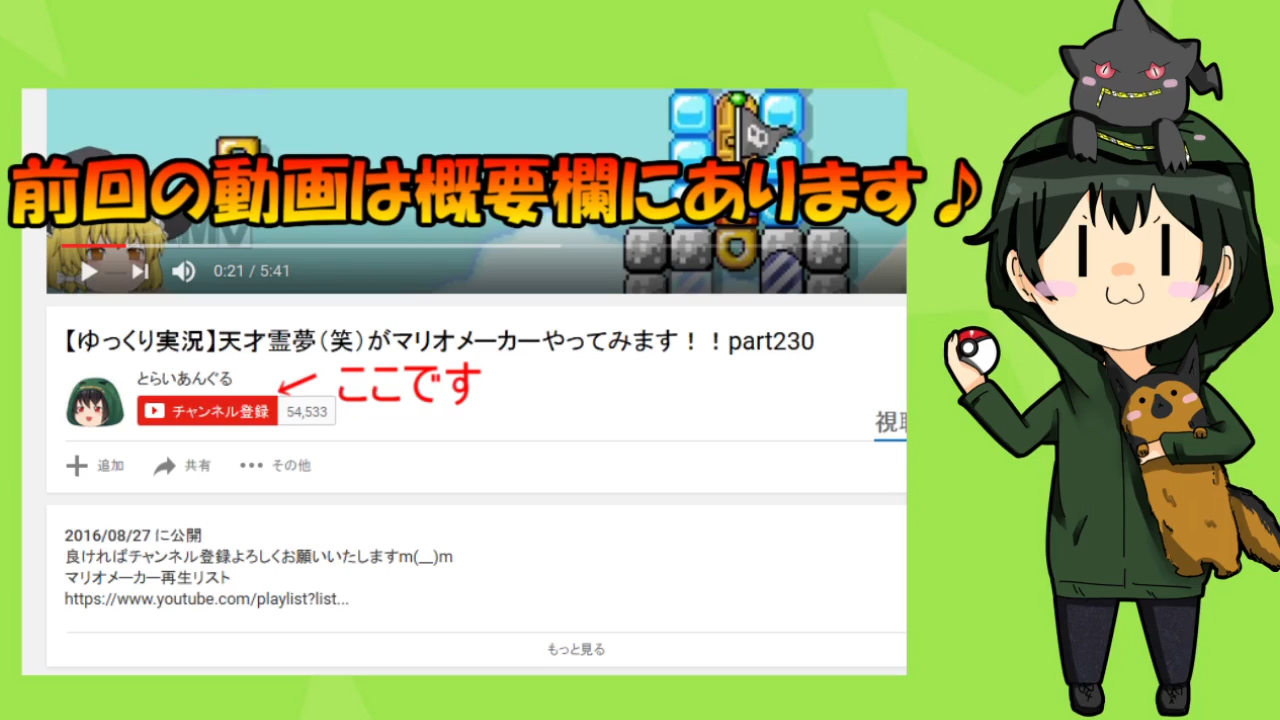 前回の動画は概要欄にあります♪
0:21 / 5:41
【ゆっくり実況】天才霊夢（笑）がマリオメーカーやってみます！！part230
とらいあんぐる
チャンネル登録 54,533
ここです
視聴
追加 共有 その他
2016/08/27 に公開
良ければチャンネル登録よろしくお願いいたしますm(__)m
マリオメーカー再生リスト
https://www.youtube.com/playlist?list...
もっと見る